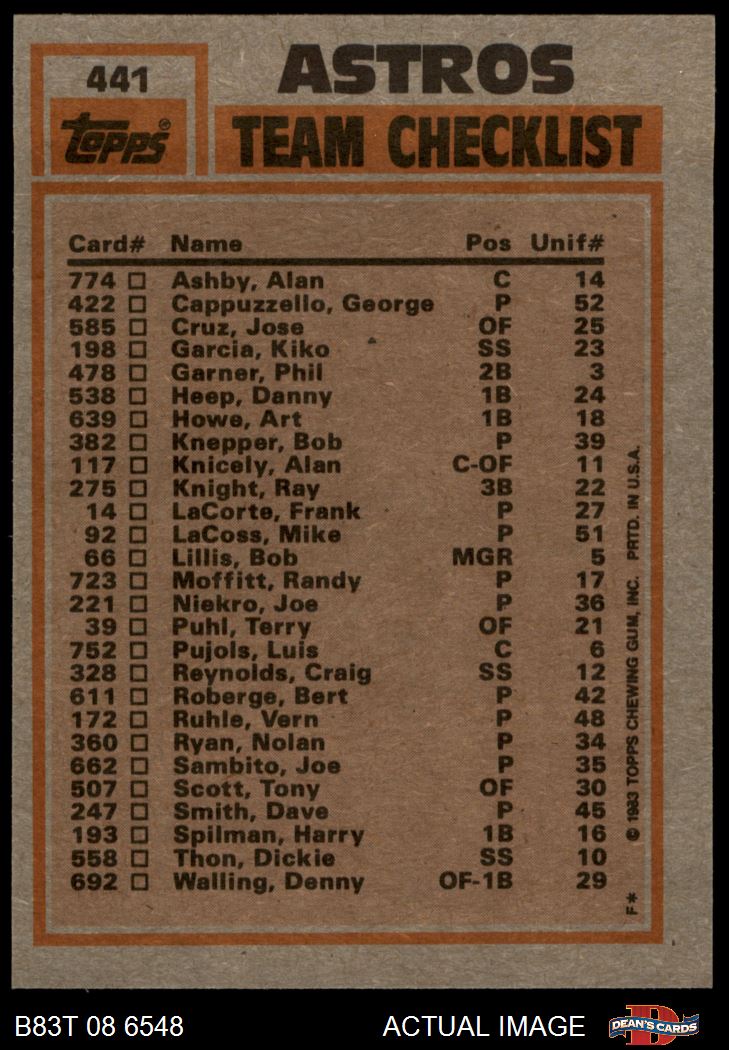 441
ASTROS
Topps®
TEAM CHECKLIST
Card# Name Pos Unif#
774 Ashby, Alan C 14
422 Cappuzzello, George P 52
585 Cruz, Jose OF 25
198 Garcia, Kiko SS 23
478 Garner, Phil 2B 3
538 Heep, Danny 1B 24
639 Howe, Art 1B 18
382 Knepper, Bob P 39
117 Knicely, Alan C-OF 11
275 Knight, Ray 3B 22
14 LaCorte, Frank P 27
92 LaCoss, Mike P 51
66 Lillis, Bob MGR 5
723 Moffitt, Randy P 17
221 Niekro, Joe P 36
39 Puhl, Terry OF 21
752 Pujols, Luis C 6
328 Reynolds, Craig SS 12
611 Roberge, Bert P 42
172 Ruhle, Vern P 48
360 Ryan, Nolan P 34
662 Sambito, Joe P 35
507 Scott, Tony OF 30
247 Smith, Dave P 45
193 Spilman, Harry 1B 16
558 Thon, Dickie SS 10
692 Walling, Denny OF-1B 29
F* © 1983 TOPPS CHEWING GUM, INC. PRTD. IN U.S.A.
B83T 08 6548 ACTUAL IMAGE
D
DEAN'S CARDS